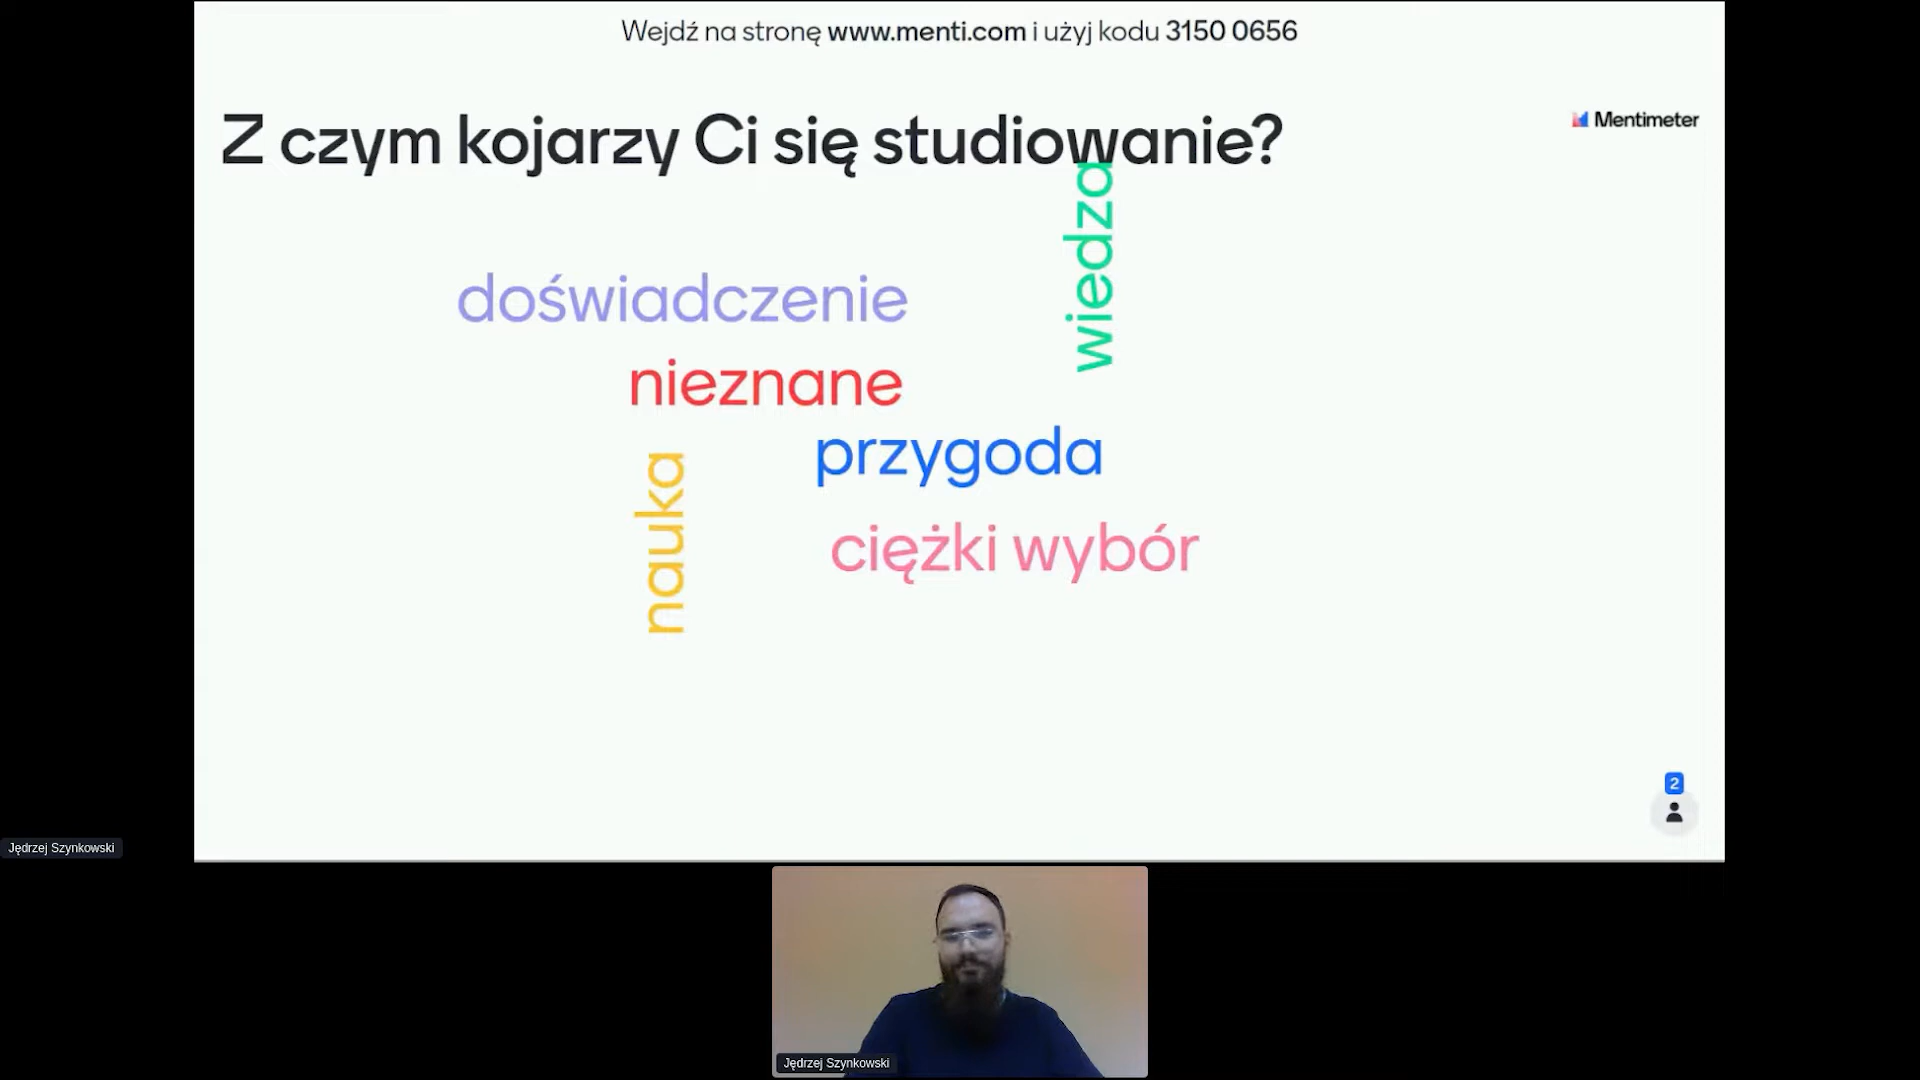 Wejdź na stronę www.menti.com i użyj kodu 3150 0656
Z czym kojarzy Ci się studiowanie?
Mentimeter
wiedza
doświadczenie
nieznane
przygoda
nauka
ciężki wybór
2
Jędrzej Szynkowski
Jędrzej Szynkowski